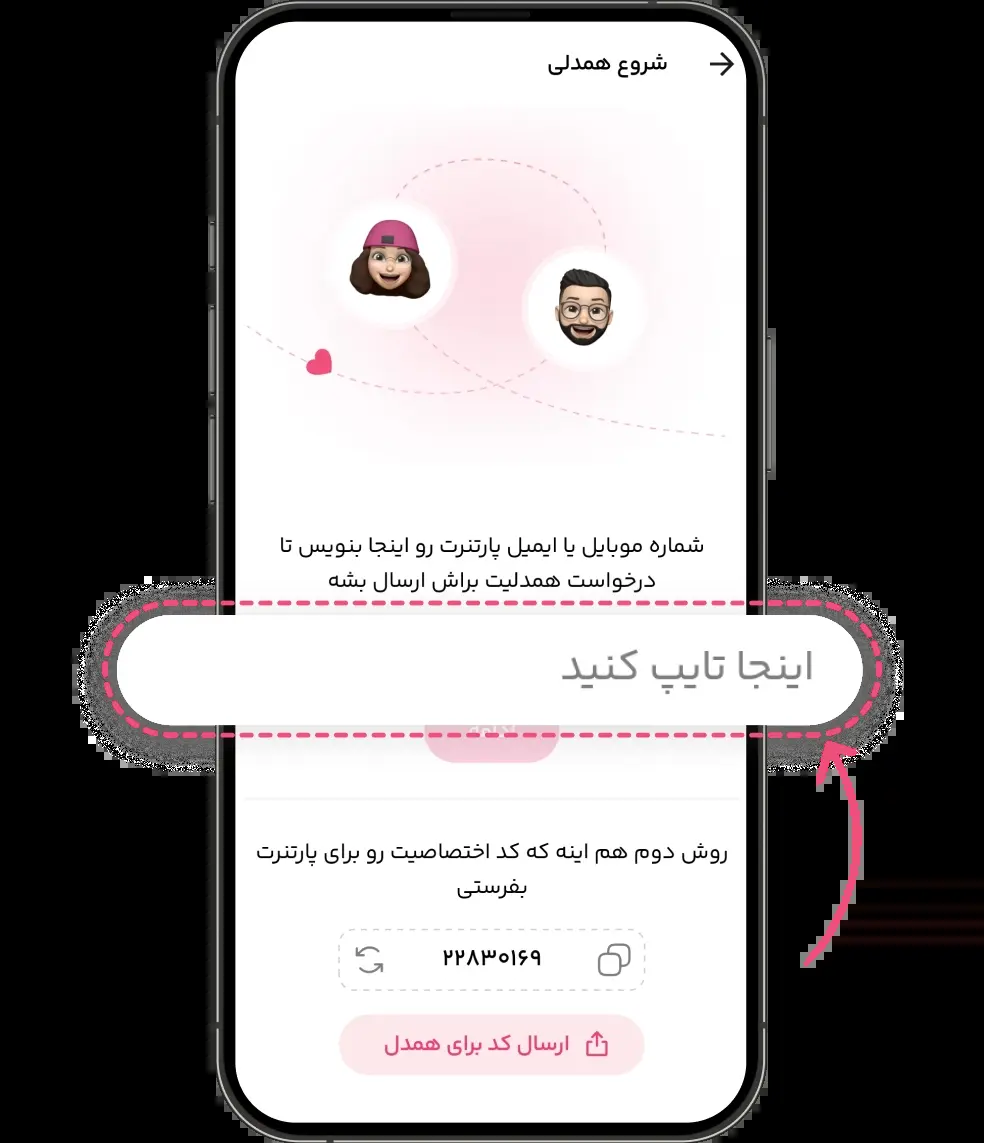 شروع همدلی
شماره موبایل یا ایمیل پارتنرت رو اینجا بنویس تا
درخواست همدلیت براش ارسال بشه
اینجا تایپ کنید
روش دوم هم اینه که کد اختصاصیت رو برای پارتنرت
بفرستی
۲۲۸۳۰۱۶۹
ارسال کد برای همدل